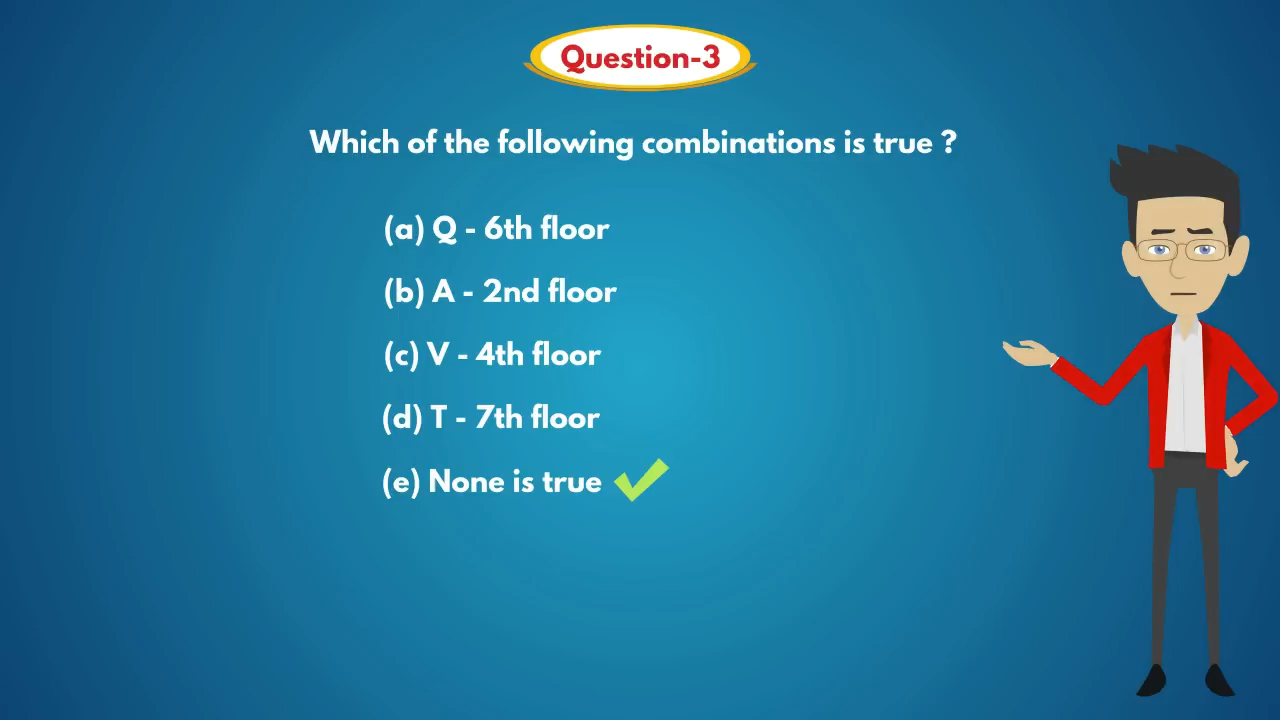 Question-3
Which of the following combinations is true ?
(a) Q - 6th floor
(b) A - 2nd floor
(c) V - 4th floor
(d) T - 7th floor
(e) None is true